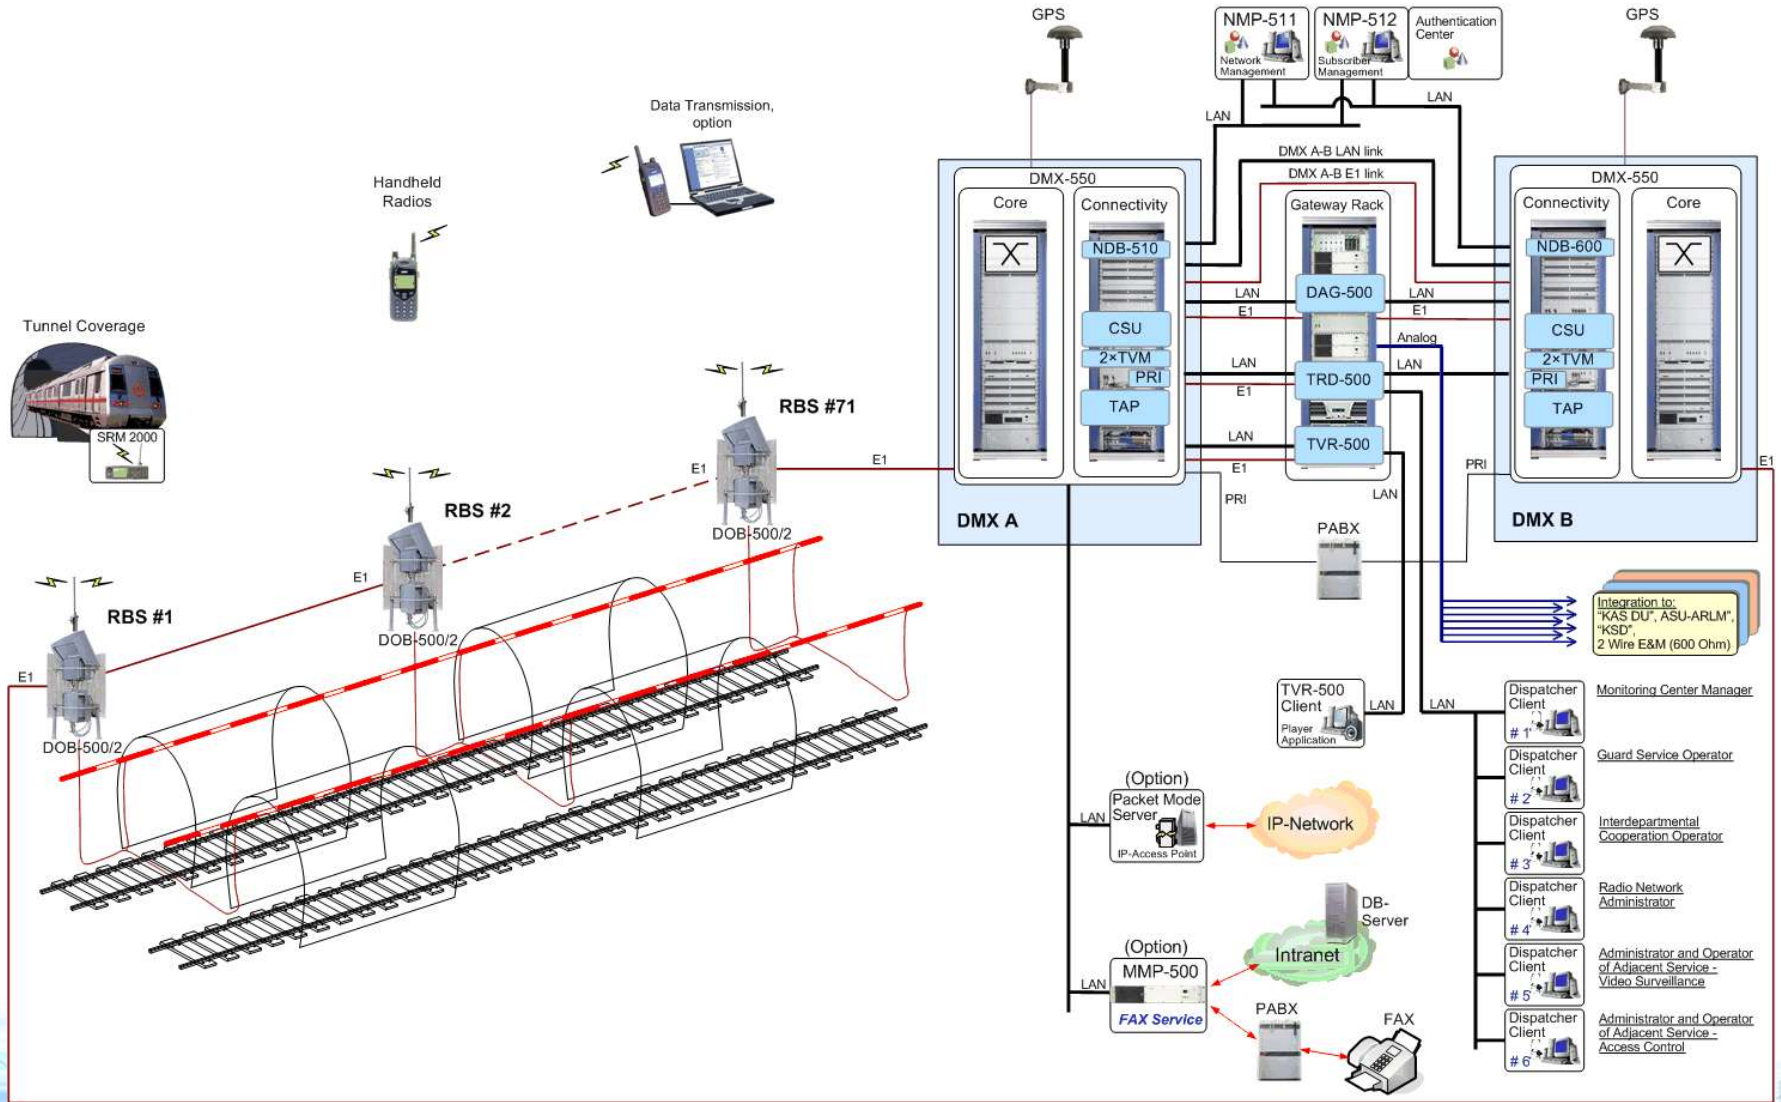 GPS
NMP-511
Network
Management
NMP-512
Subscriber
Management
Authentication
Center
GPS
LAN
LAN
Data Transmission,
option
Handheld
Radios
Tunnel Coverage
SRM 2000
DMX A-B LAN link
DMX A-B E1 link
DMX-550
Core
Connectivity
NDB-510
CSU
2×TVM
PRI
TAP
DMX A
Gateway Rack
DAG-500
TRD-500
TVR-500
LAN
E1
LAN
E1
LAN
E1
LAN
E1
Analog
LAN
LAN
PRI
PRI
DMX-550
Connectivity
Core
NDB-600
CSU
2×TVM
PRI
TAP
DMX B
E1
PABX
RBS #71
E1
E1
DOB-500/2
RBS #2
E1
DOB-500/2
RBS #1
E1
DOB-500/2
Integration to:
“KAS DU”, ASU-ARLM”,
“KSD”,
2 Wire E&M (600 Ohm)
TVR-500
Client
Player
Application
LAN
LAN
Dispatcher
Client
# 1
Monitoring Center Manager
Dispatcher
Client
# 2
Guard Service Operator
Dispatcher
Client
# 3
Interdepartmental
Cooperation Operator
Dispatcher
Client
# 4
Radio Network
Administrator
Dispatcher
Client
# 5
Administrator and Operator
of Adjacent Service -
Video Surveillance
Dispatcher
Client
# 6
Administrator and Operator
of Adjacent Service -
Access Control
(Option)
Packet Mode
Server
IP-Access Point
LAN
IP-Network
(Option)
MMP-500
FAX Service
LAN
Intranet
DB-
Server
PABX
FAX